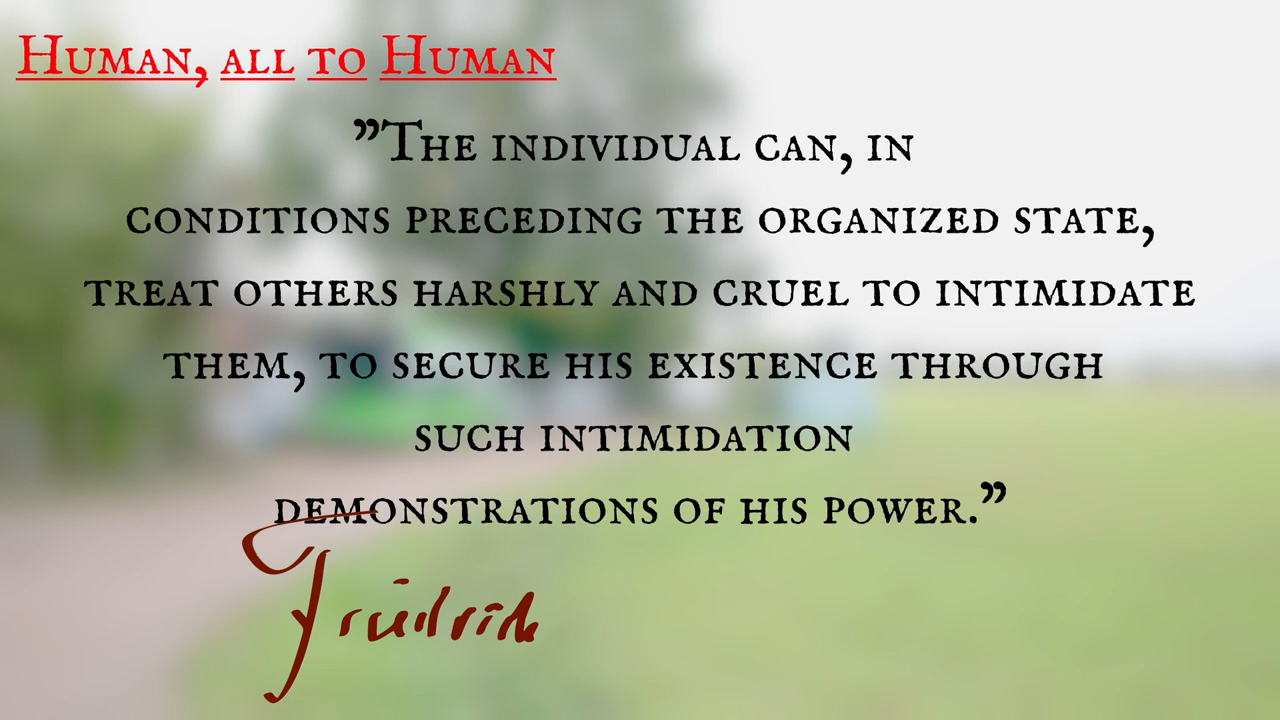 Human, all to Human
”The individual can, in
conditions preceding the organized state,
treat others harshly and cruel to intimidate
them, to secure his existence through
such intimidation
demonstrations of his power.”
Friedrich